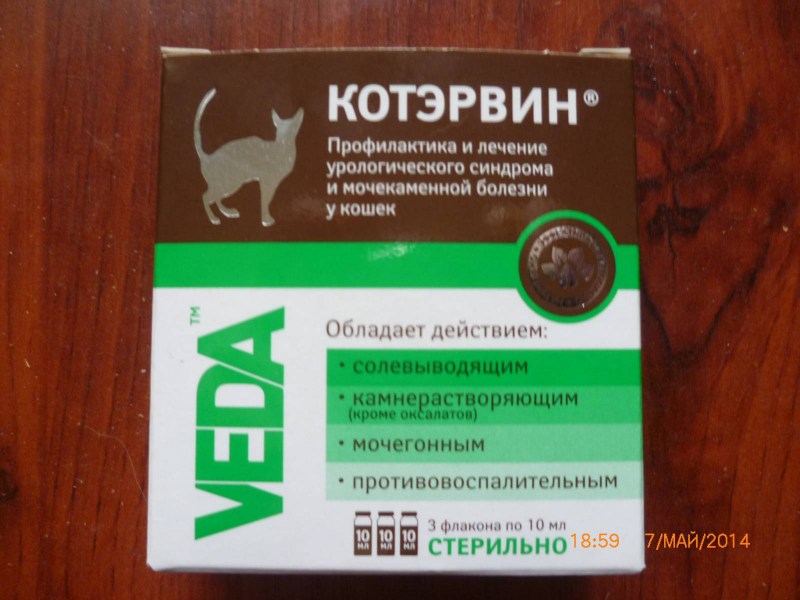 КОТЭРВИН®
Профилактика и лечение
урологического синдрома
и мочекаменной болезни
у кошек
VEDA™
Обладает действием:
• солевыводящим
• камнерастворяющим
(кроме оксалатов)
• мочегонным
• противовоспалительным
10 мл 10 мл 10 мл
3 флакона по 10 мл
СТЕРИЛЬНО
18:59 7/МАЙ/2014